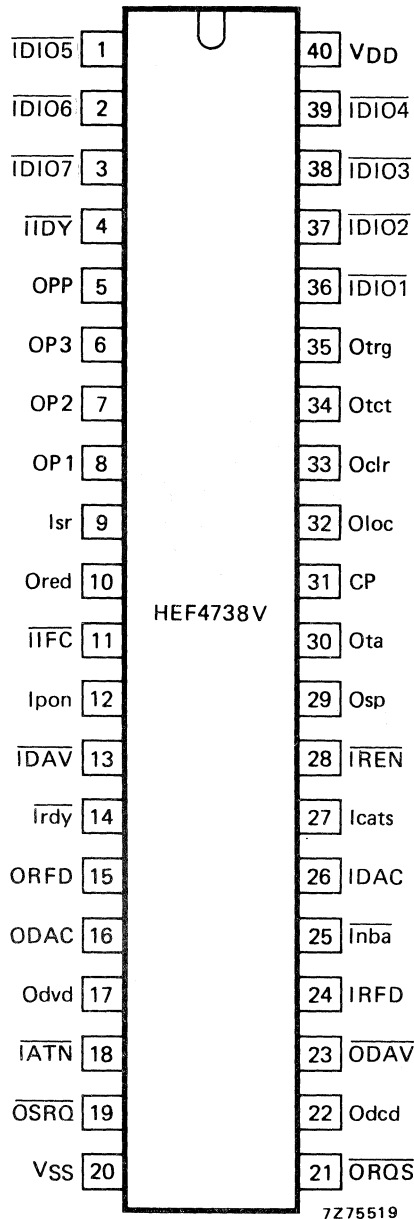 IDIO5 1 40 VDD
IDIO6 2 39 IDIO4
IDIO7 3 38 IDIO3
IIDY 4 37 IDIO2
OPP 5 36 IDIO1
OP3 6 35 Otrg
OP2 7 34 Otct
OP1 8 33 Oclr
Isr 9 32 Oloc
Ored 10 31 CP
HEF4738V
IIFC 11 30 Ota
Ipon 12 29 Osp
IDAV 13 28 IREN
Irdy 14 27 Icats
ORFD 15 26 IDAC
ODAC 16 25 Inba
Odvd 17 24 IRFD
IATN 18 23 ODAV
OSRQ 19 22 Odcd
VSS 20 21 ORQS
7Z75519